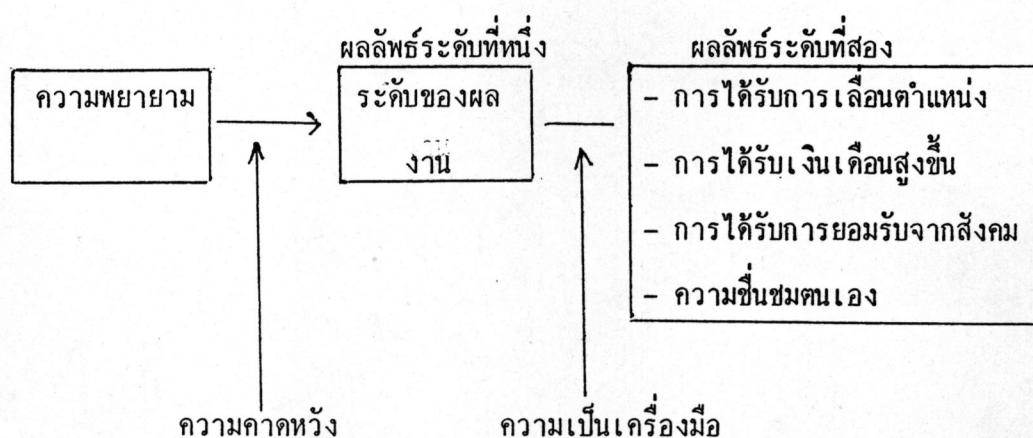 ผลลัพธ์ระดับที่หนึ่ง
ผลลัพธ์ระดับที่สอง
ความพยายาม
ระดับของผล
งาน
- การได้รับการเลื่อนตำแหน่ง
- การได้รับเงินเดือนสูงขึ้น
- การได้รับการยอมรับจากสังคม
- ความชื่นชมตนเอง
ความคาดหวัง
ความเป็นเครื่องมือ